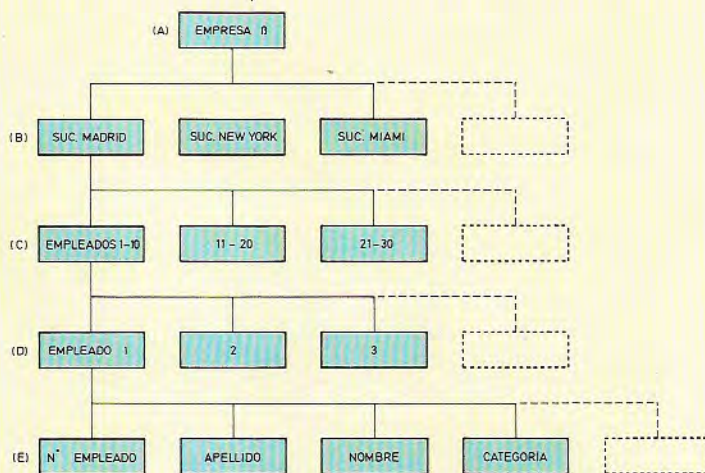 (A) EMPRESA B
(B) SUC. MADRID SUC. NEW YORK SUC. MIAMI
(C) EMPLEADOS 1-10 11 - 20 21-30
(D) EMPLEADO 1 2 3
(E) N° EMPLEADO APELLIDO NOMBRE CATEGORIA